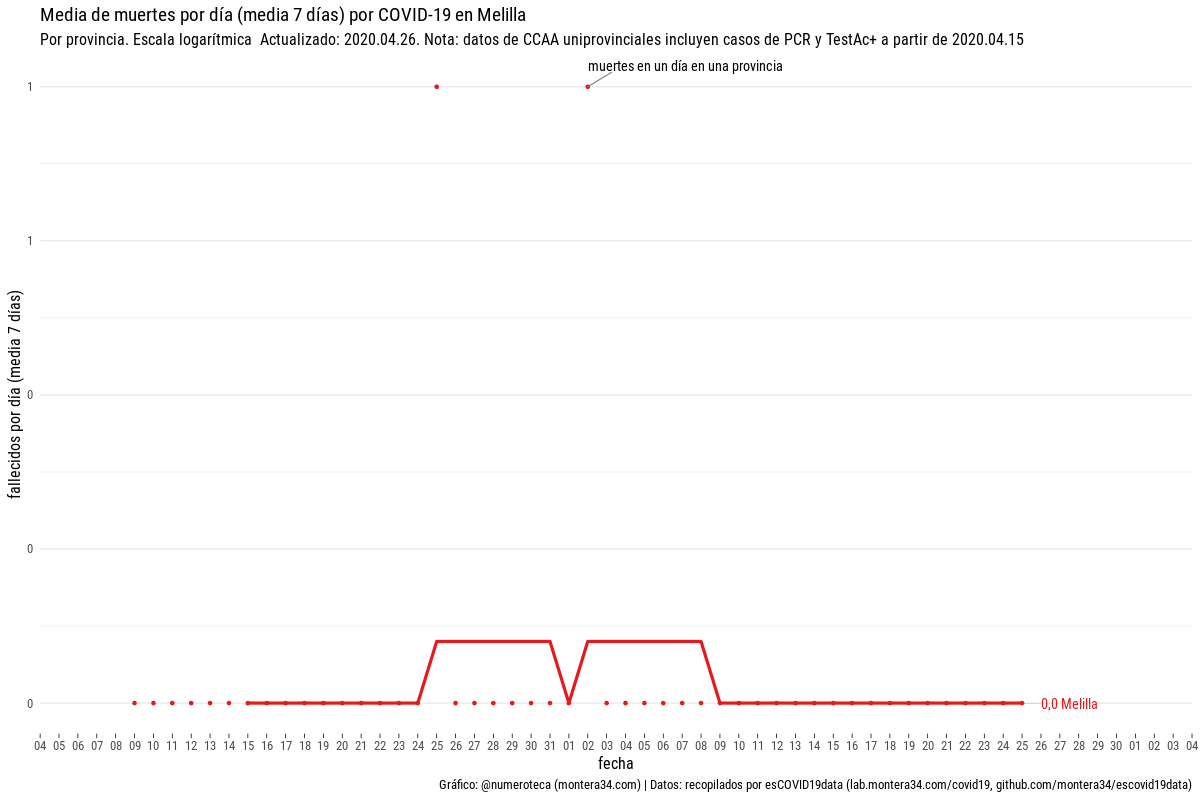 Media de muertes por día (media 7 días) por COVID-19 en Melilla
Por provincia. Escala logarítmica  Actualizado: 2020.04.26. Nota: datos de CCAA uniprovinciales incluyen casos de PCR y TestAc+ a partir de 2020.04.15
muertes en un día en una provincia
1
1
0
0
0
fallecidos por día (media 7 días)
0,0 Melilla
04 05 06 07 08 09 10 11 12 13 14 15 16 17 18 19 20 21 22 23 24 25 26 27 28 29 30 31 01 02 03 04 05 06 07 08 09 10 11 12 13 14 15 16 17 18 19 20 21 22 23 24 25 26 27 28 29 30 01 02 03 04
fecha
Gráfico: @numeroteca (montera34.com) | Datos: recopilados por esCOVID19data (lab.montera34.com/covid19, github.com/montera34/escovid19data)